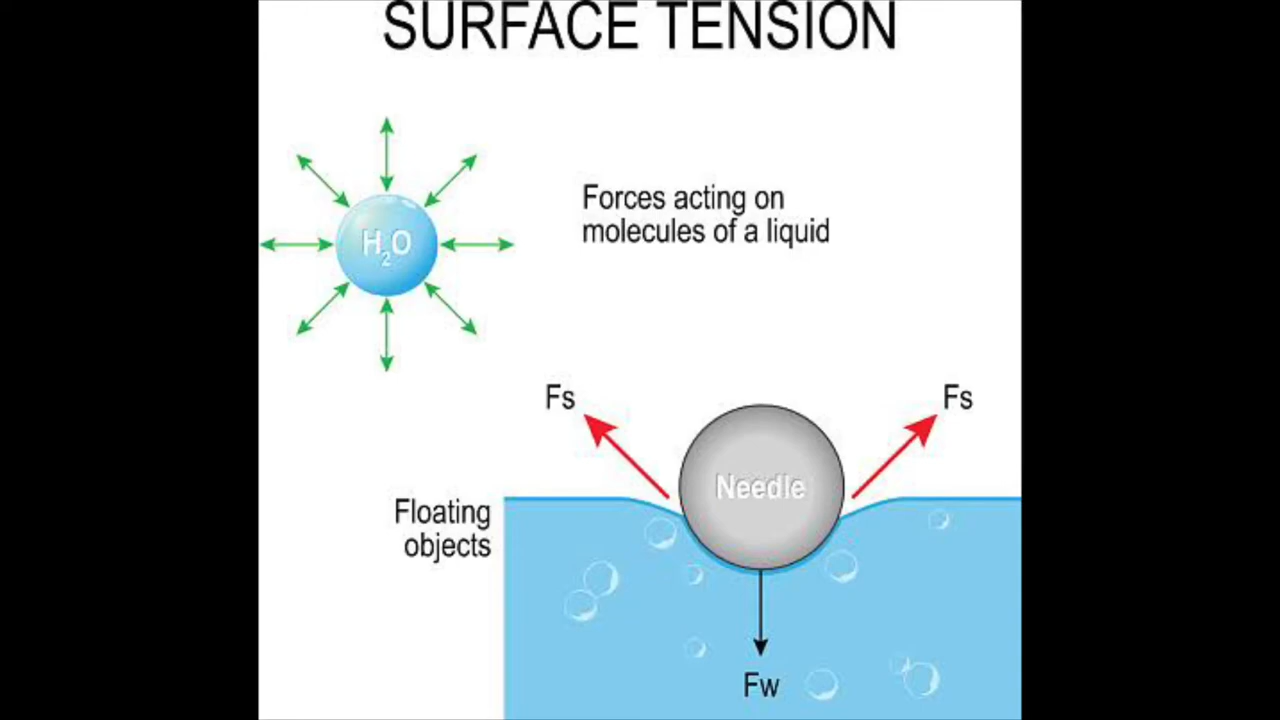 SURFACE TENSION
H₂O
Forces acting on
molecules of a liquid
Fs
Fs
Needle
Floating
objects
Fw